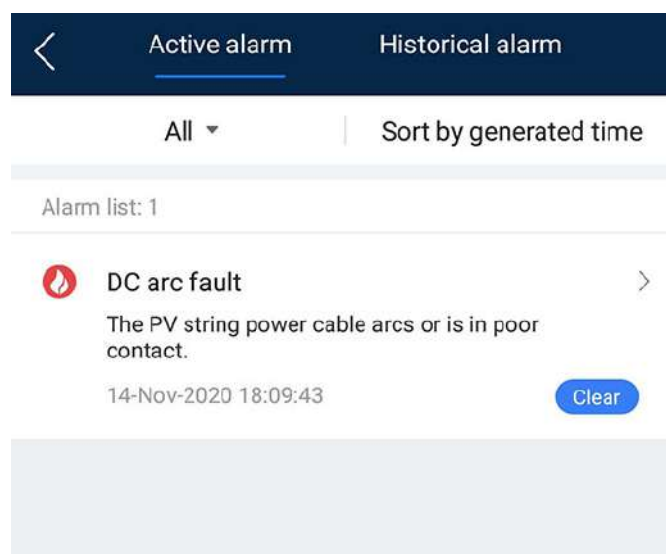 Active alarm Historical alarm
All Sort by generated time
Alarm list: 1
DC arc fault
The PV string power cable arcs or is in poor
contact.
14-Nov-2020 18:09:43 Clear